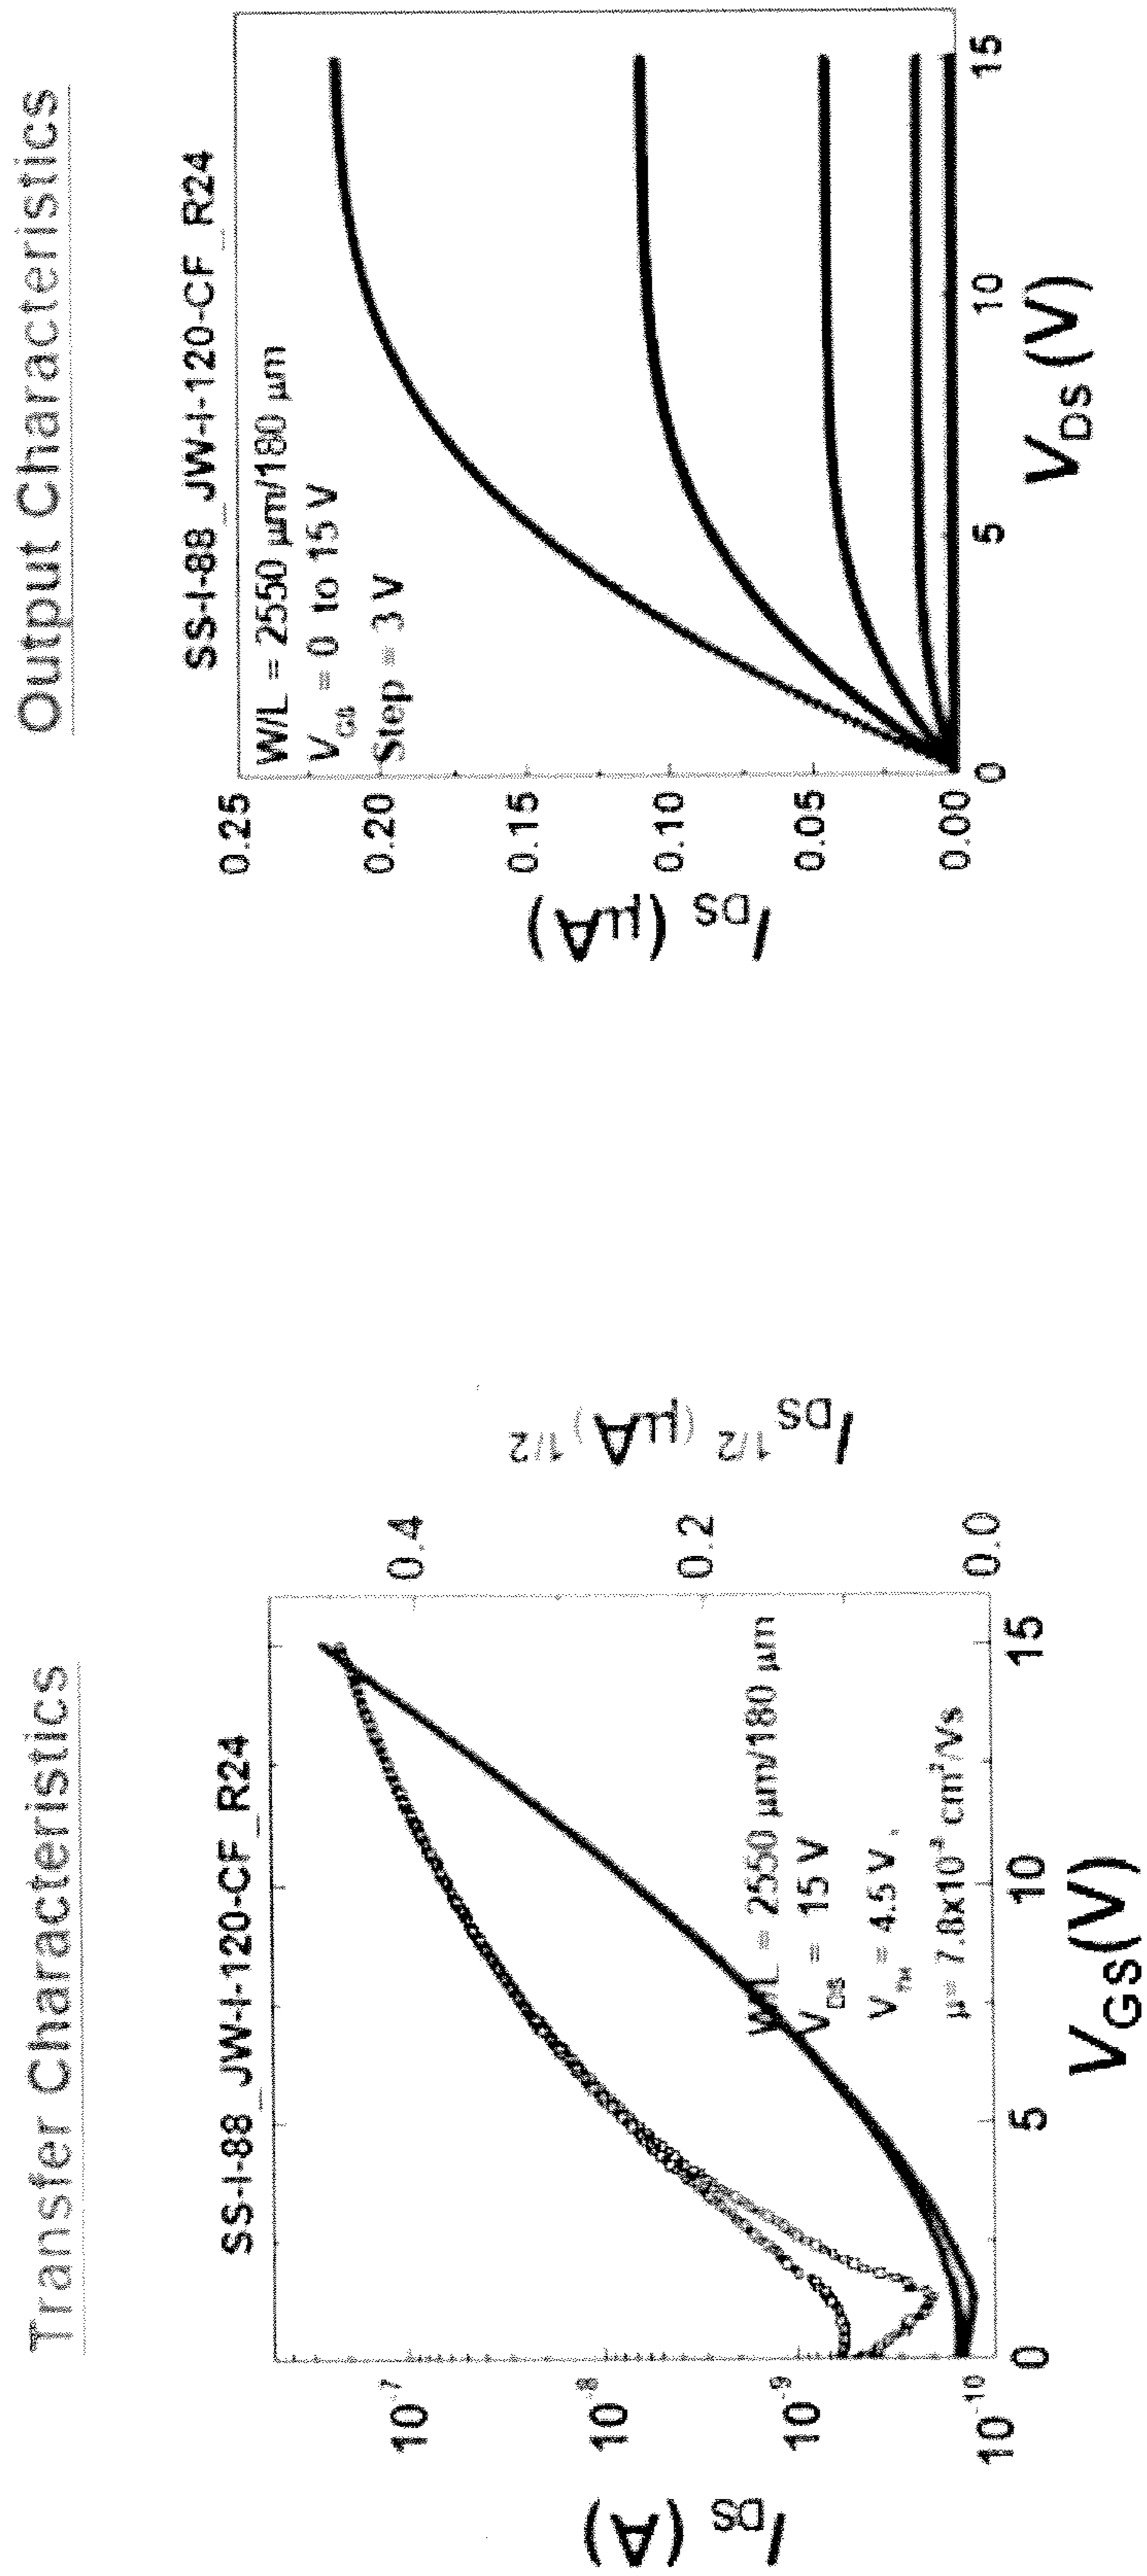 Transfer Characteristics
SS-I-88_JW-I-120-CF_R24
I_DS (A)
10^-7
10^-8
10^-9
10^-10
0
5
10
15
V_GS(V)
W/L = 2550 μm/180 μm
V_DS = 15 V
V_TH = 4.5 V
cm²/Vs
0.4
0.2
0.0
I_DS^1/2 (μA)^1/2
Output Characteristics
SS-I-88_JW-I-120-CF_R24
W/L = 2550 μm/180 μm
V_GS = 0 to 15 V
Step = 3 V
I_DS (μA)
0.25
0.20
0.15
0.10
0.05
0.00
0
5
10
15
V_DS (V)